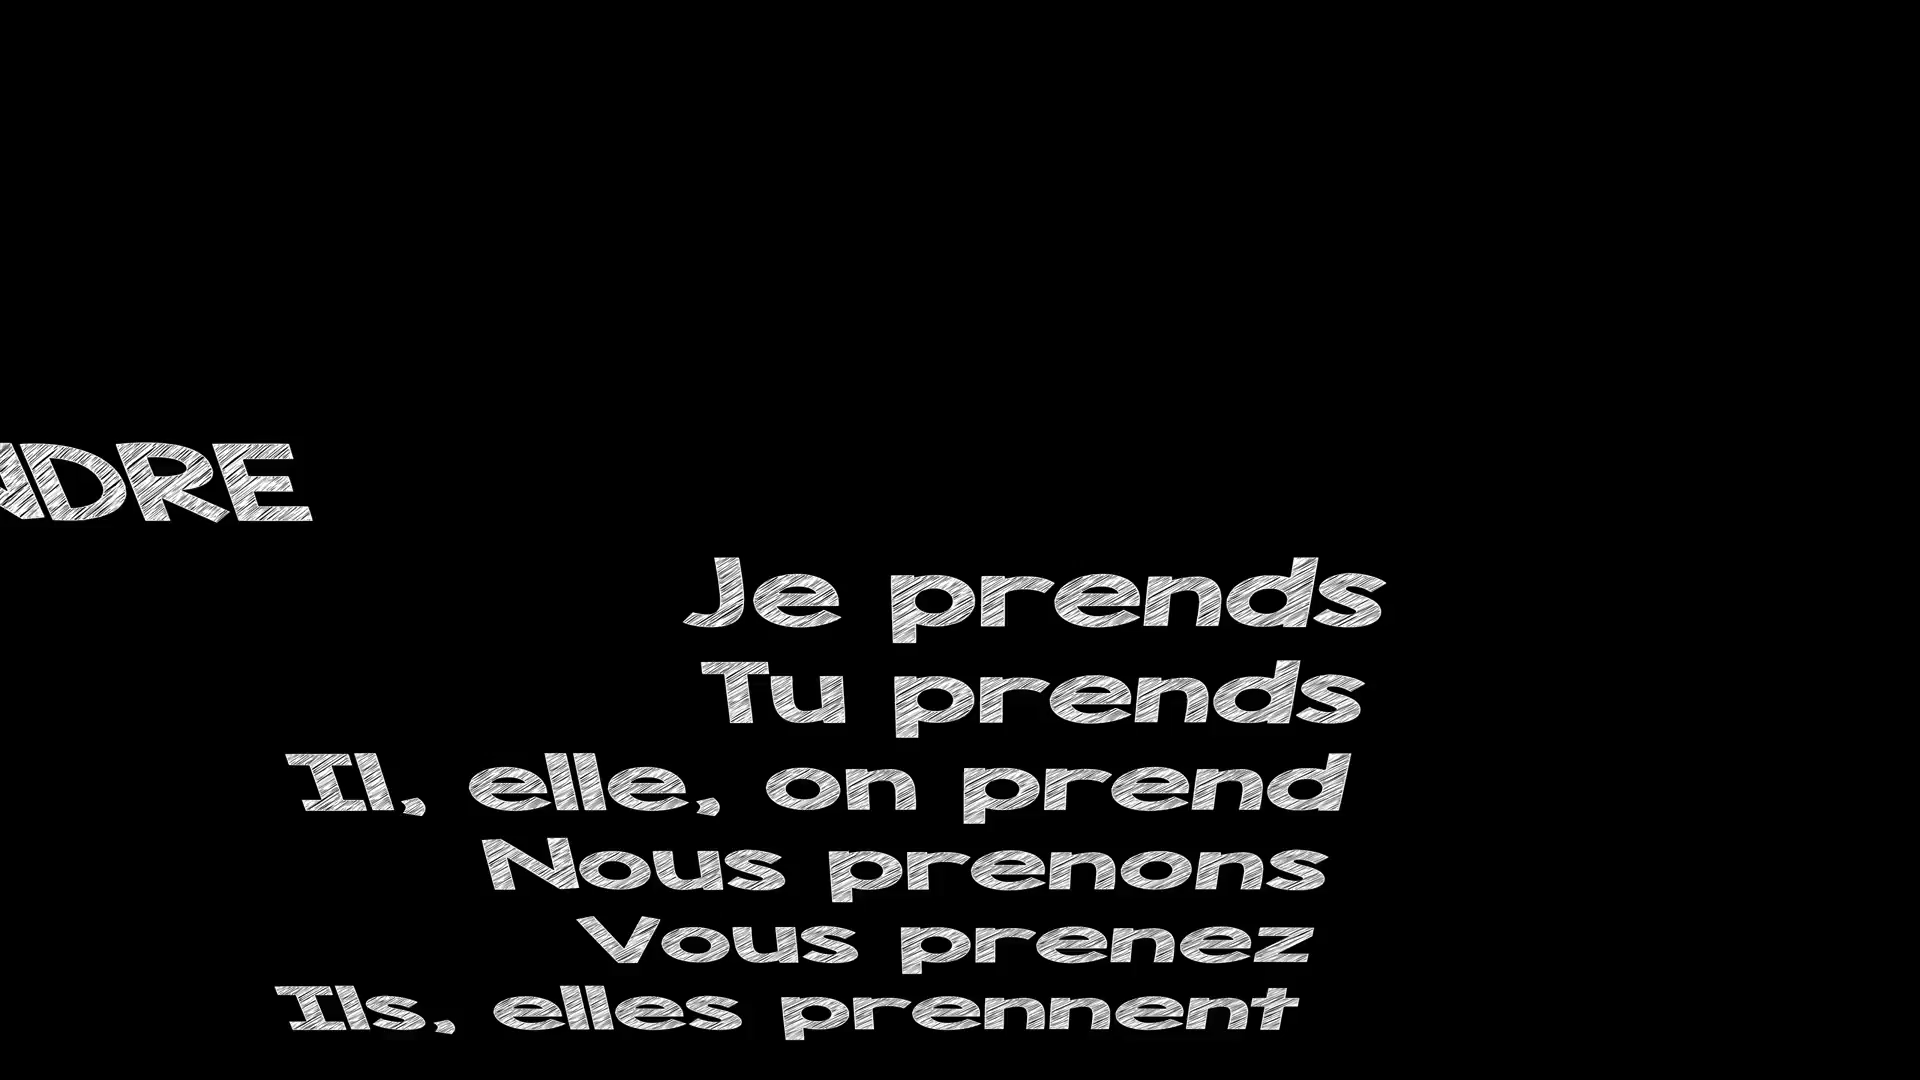 NDRE
Je prends
Tu prends
Il, elle, on prend
Nous prenons
Vous prenez
Ils, elles prennent